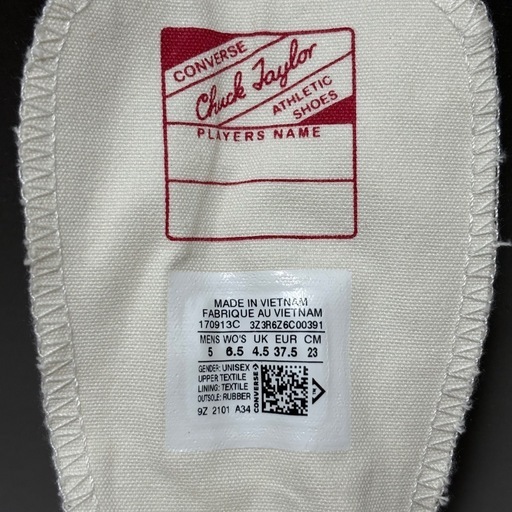 CONVERSE
Chuck Taylor
ATHLETIC
SHOES
PLAYERS NAME
MADE IN VIETNAM
FABRIQUE AU VIETNAM
170913C 3Z3R6Z6C00391
MENS WO'S UK EUR CM
5 6.5 4.5 37.5 23
GENDER: UNISEX
UPPER: TEXTILE
LINING: TEXTILE
OUTSOLE: RUBBER
9Z 2101 A34
CONVERSE